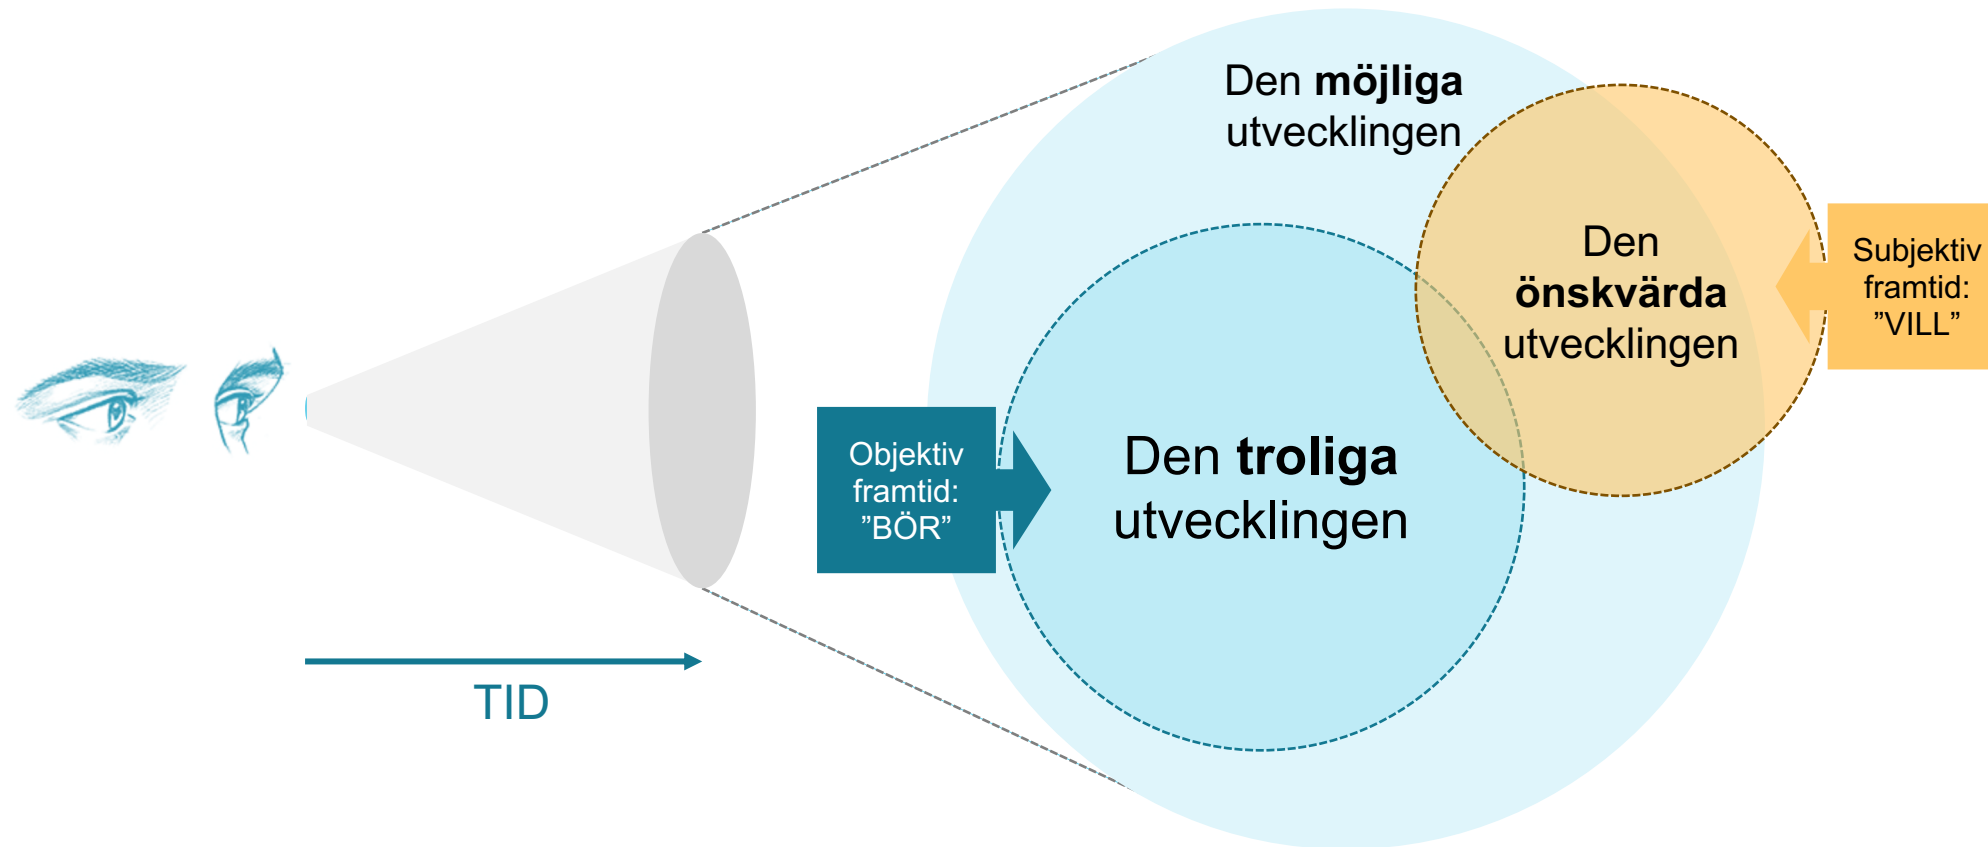 Den möjliga
utvecklingen
Den
önskvärda
utvecklingen
Subjektiv
framtid:
”VILL”
Objektiv
framtid:
”BÖR”
Den troliga
utvecklingen
TID